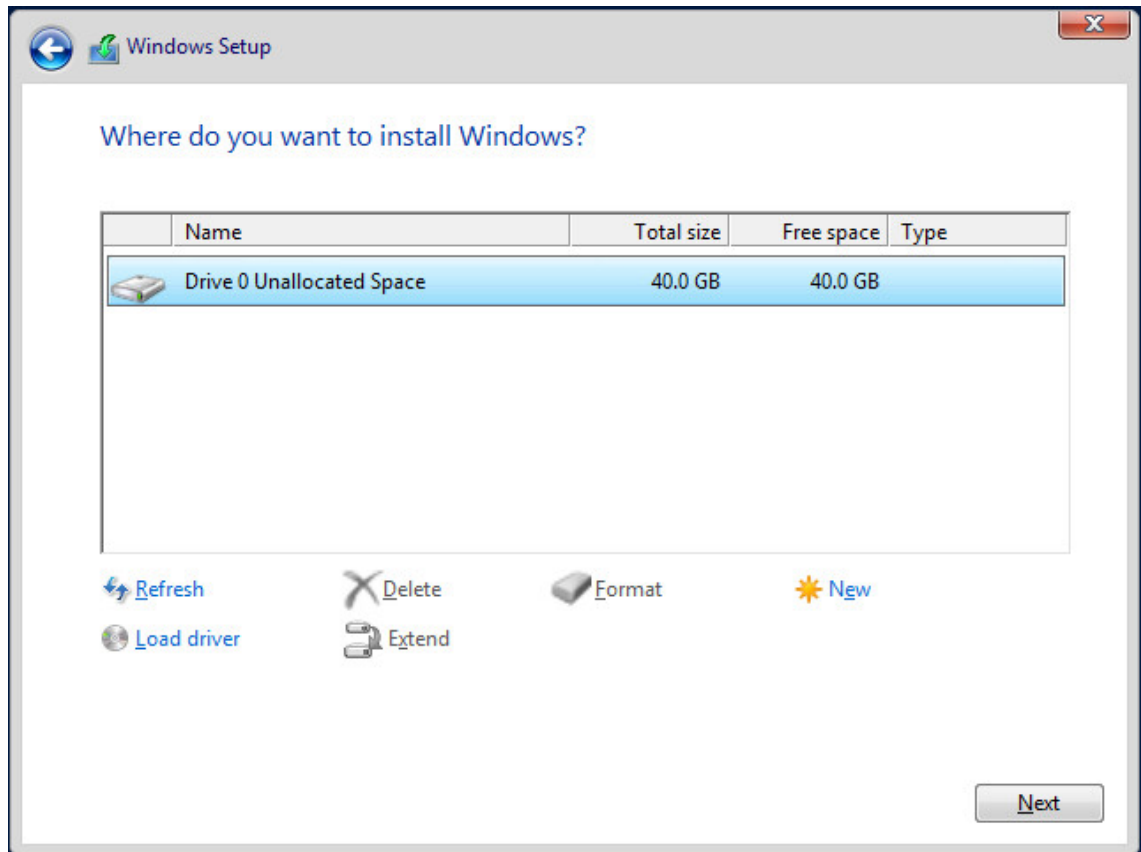 Windows Setup
Where do you want to install Windows?
Name Total size Free space Type
Drive 0 Unallocated Space 40.0 GB 40.0 GB
Refresh Delete Format New
Load driver Extend
Next